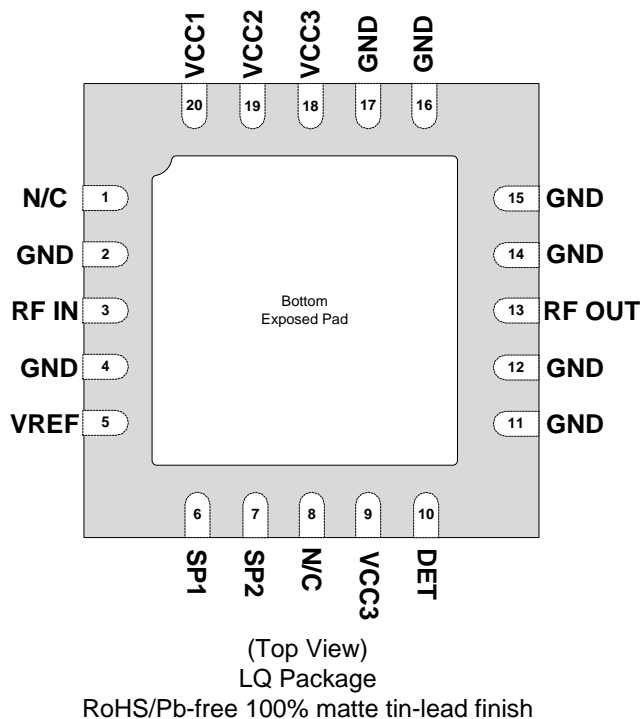 VCC1 VCC2 VCC3 GND GND
20 19 18 17 16
N/C 1 15 GND
GND 2 14 GND
RF IN 3 13 RF OUT
GND 4 12 GND
VREF 5 11 GND
Bottom
Exposed Pad
6 7 8 9 10
SP1 SP2 N/C VCC3 DET
(Top View)
LQ Package
RoHS/Pb-free 100% matte tin-lead finish